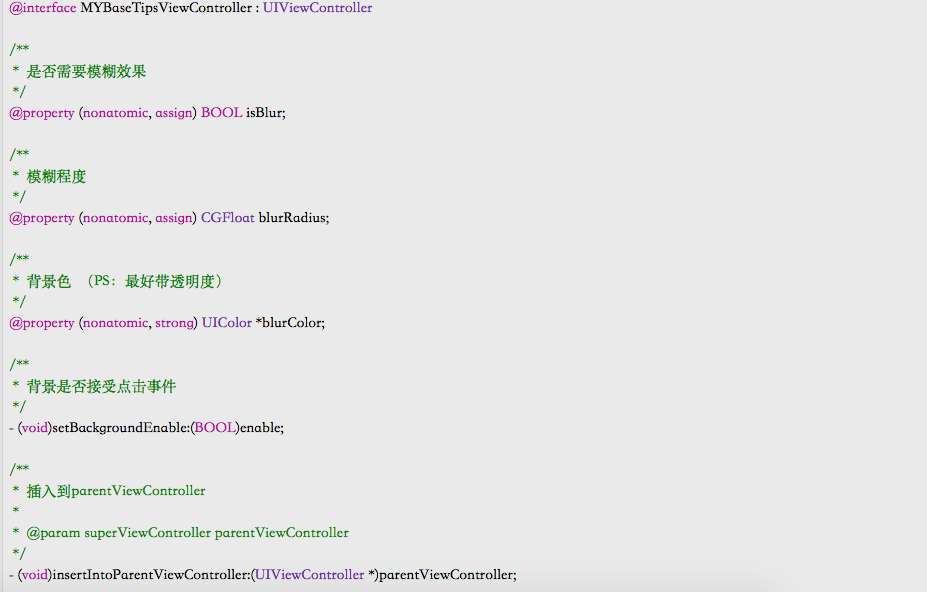 @interface MYBaseTipsViewController : UIViewController
/**
* 是否需要模糊效果
*/
@property (nonatomic, assign) BOOL isBlur;
/**
* 模糊程度
*/
@property (nonatomic, assign) CGFloat blurRadius;
/**
* 背景色 （PS：最好带透明度）
*/
@property (nonatomic, strong) UIColor *blurColor;
/**
* 背景是否接受点击事件
*/
- (void)setBackgroundEnable:(BOOL)enable;
/**
* 插入到parentViewController
*
* @param superViewController parentViewController
*/
- (void)insertIntoParentViewController:(UIViewController *)parentViewController;